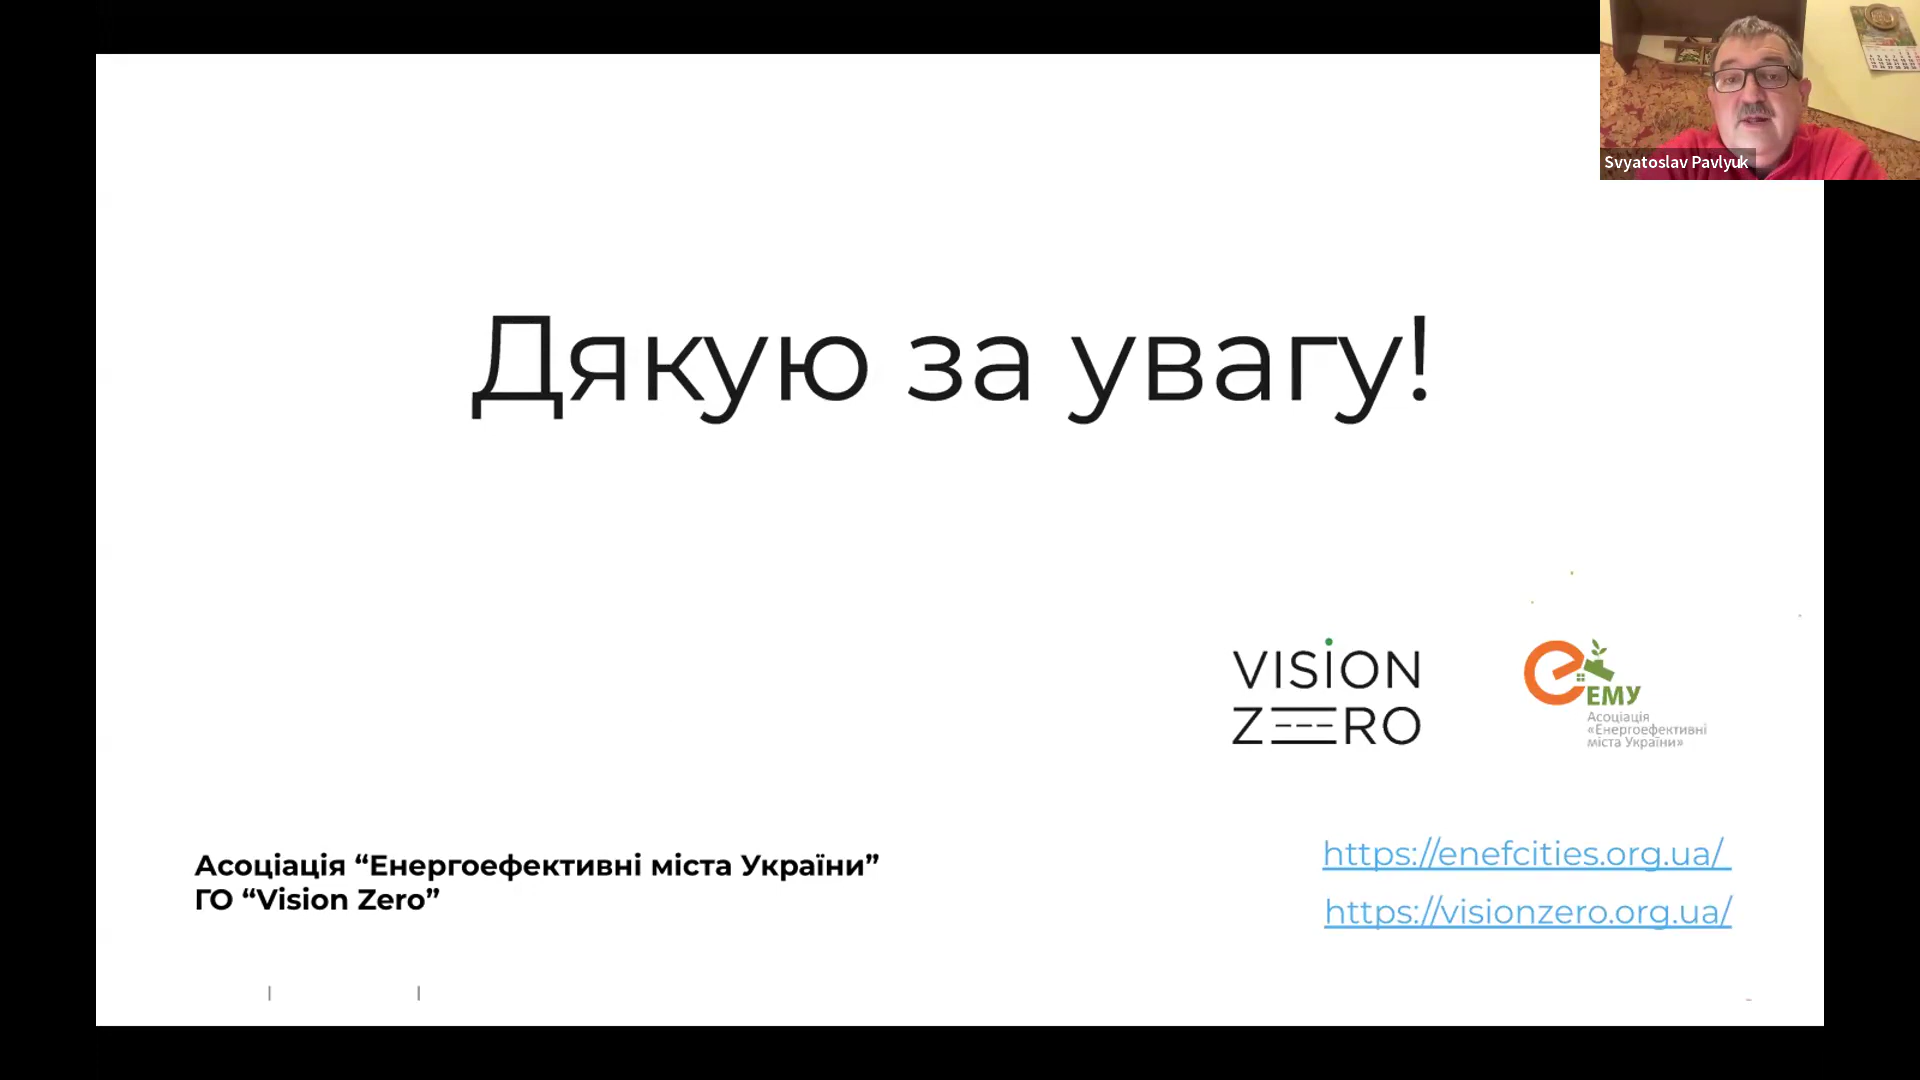 Svyatoslav Pavlyuk
Дякую за увагу!
VISION
ZERO
ЕМУ
Асоціація
«Енергоефективні
міста України»
Асоціація “Енергоефективні міста України”
ГО “Vision Zero”
https://enefcities.org.ua/
https://visionzero.org.ua/